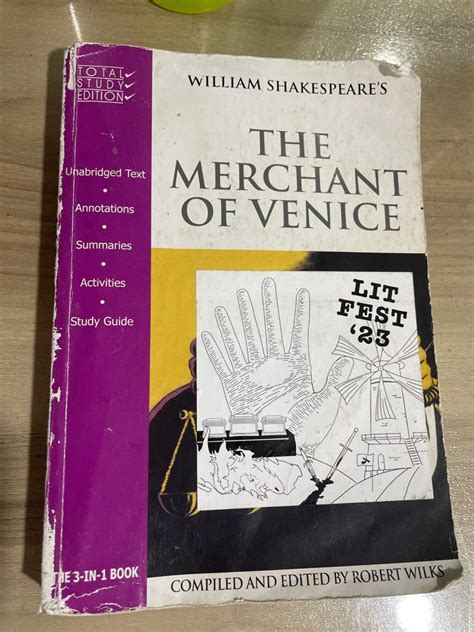 TOTAL
STUDY
EDITION
WILLIAM SHAKESPEARE'S
THE
MERCHANT
OF VENICE
Unabridged Text
Annotations
Summaries
Activities
Study Guide
LIT
FEST
'23
THE 3-IN-1 BOOK
COMPILED AND EDITED BY ROBERT WILKS